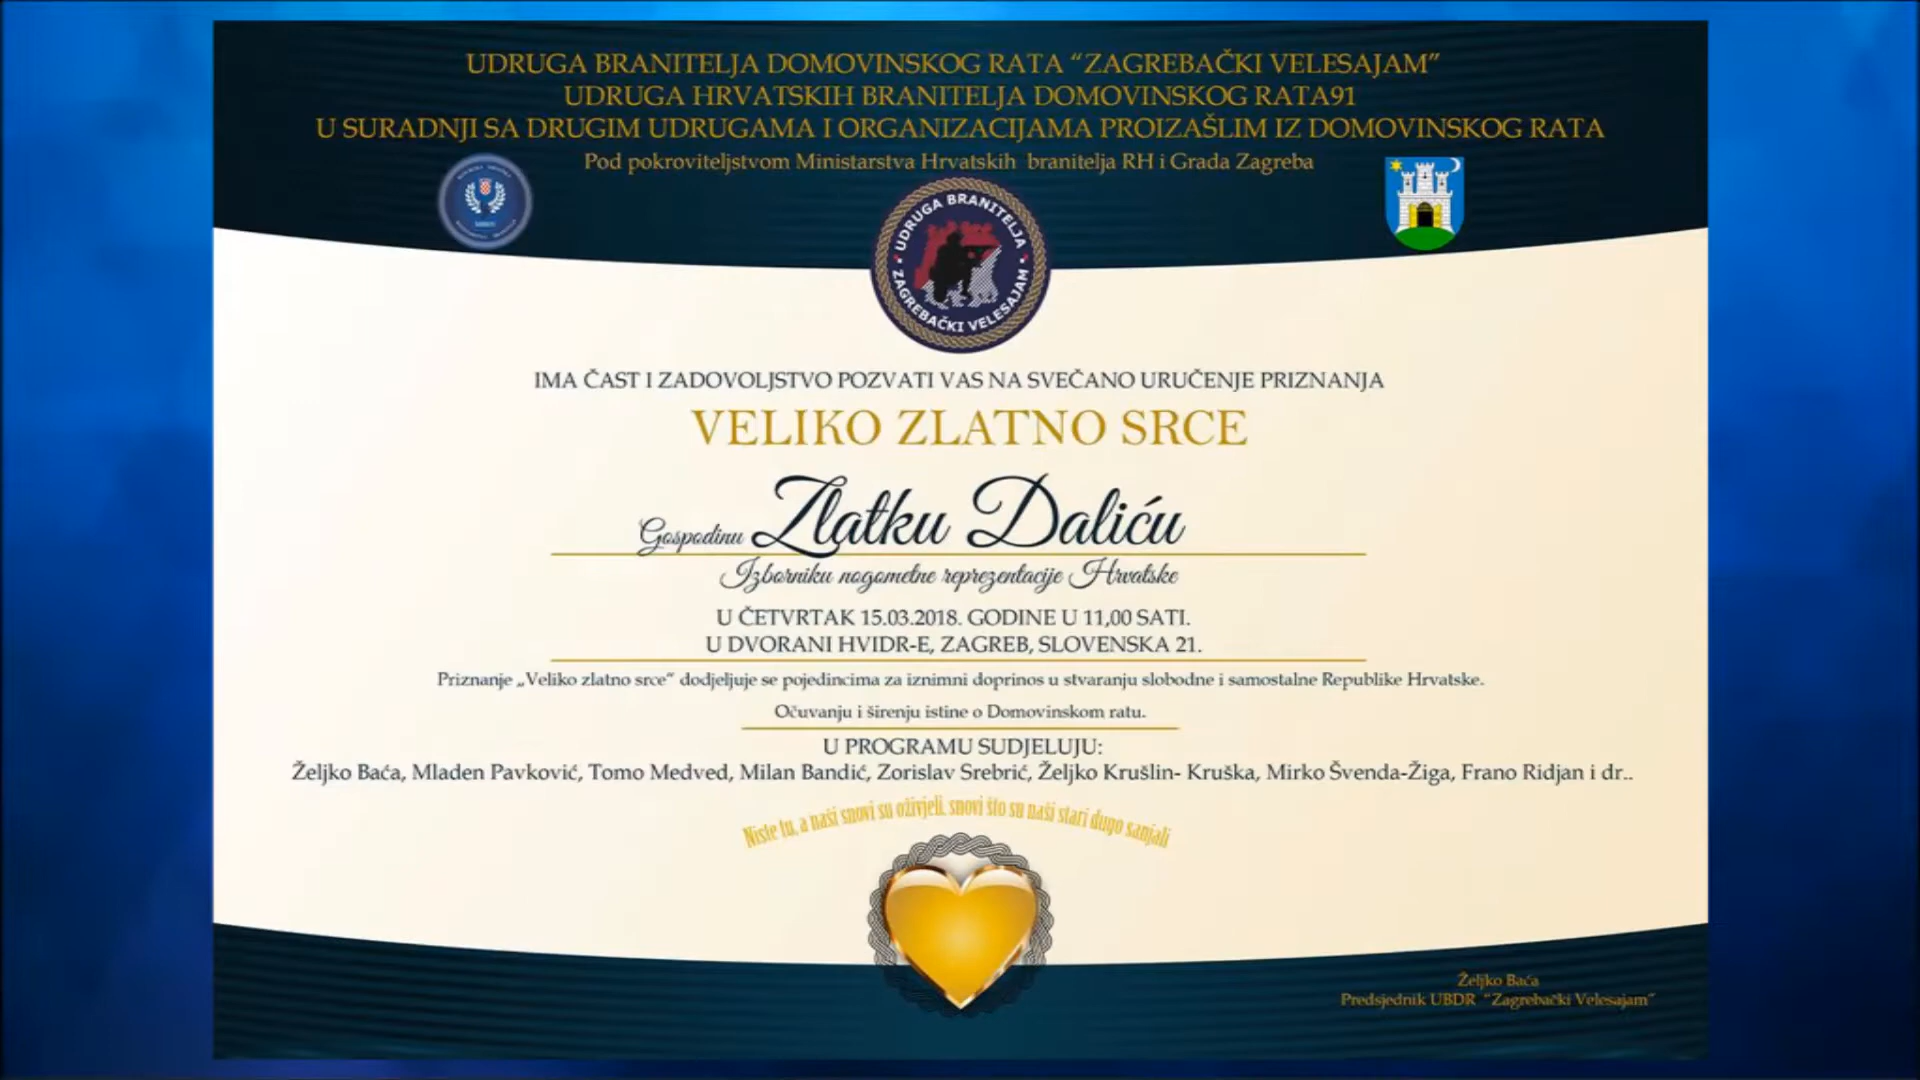 UDRUGA BRANITELJA DOMOVINSKOG RATA “ZAGREBAČKI VELESAJAM”
UDRUGA HRVATSKIH BRANITELJA DOMOVINSKOG RATA91
U SURADNJI SA DRUGIM UDRUGAMA I ORGANIZACIJAMA PROIZAŠLIM IZ DOMOVINSKOG RATA
Pod pokroviteljstvom Ministarstva Hrvatskih branitelja RH i Grada Zagreba
UDRUGA BRANITELJA
ZAGREBAČKI VELESAJAM
IMA ČAST I ZADOVOLJSTVO POZVATI VAS NA SVEČANO URUČENJE PRIZNANJA
VELIKO ZLATNO SRCE
Gospodinu Zlatku Daliću
Izborniku nogometne reprezentacije Hrvatske
U ČETVRTAK 15.03.2018. GODINE U 11,00 SATI.
U DVORANI HVIDR-E, ZAGREB, SLOVENSKA 21.
Priznanje „Veliko zlatno srce“ dodjeljuje se pojedincima za iznimni doprinos u stvaranju slobodne i samostalne Republike Hrvatske.
Očuvanju i širenju istine o Domovinskom ratu.
U PROGRAMU SUDJELUJU:
Željko Baća, Mladen Pavković, Tomo Medved, Milan Bandić, Zorislav Srebrić, Željko Krušlin- Kruška, Mirko Švenda-Žiga, Frano Ridjan i dr..
Niste tu, a naši snovi su oživjeli, snovi što su naši stari dugo sanjali
Željko Baća
Predsjednik UBDR “Zagrebački Velesajam”